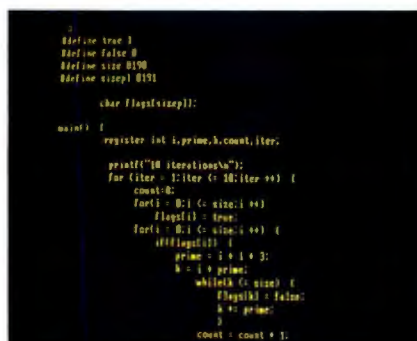 #define true 1
#define false 0
#define size 8190
#define sizepl 8191
char flags[sizepl];
main() {
register int i,prime,k,count,iter;
printf("10 iterations\n");
for (iter = 1;iter <= 10;iter ++) {
count=0;
for(i = 0;i <= size;i ++)
flags[i] = true;
for(i = 0;i <= size;i ++) {
if(flags[i]) {
prime = i + i + 3;
k = i + prime;
while(k <= size) {
flags[k] = false;
k += prime;
}
count = count + 1;